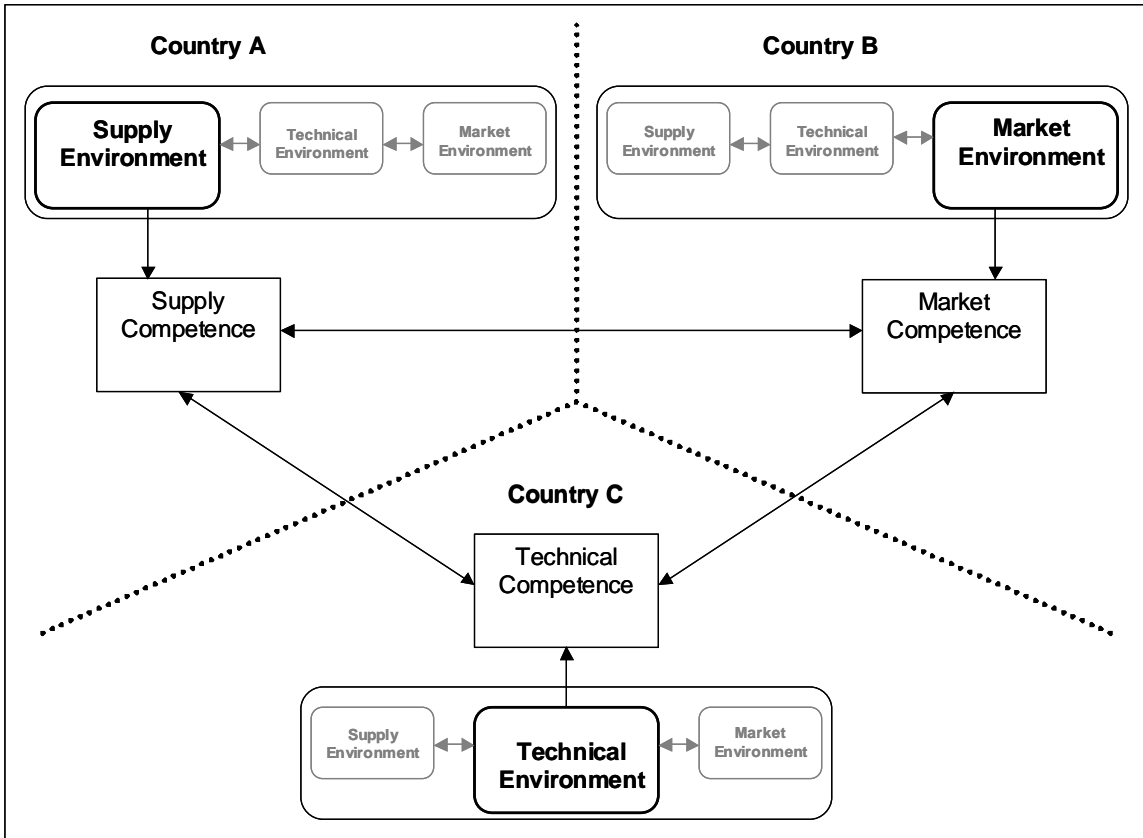 Country A
Supply
Environment
Technical
Environment
Market
Environment
Supply
Competence
Country B
Supply
Environment
Technical
Environment
Market
Environment
Market
Competence
Country C
Technical
Competence
Supply
Environment
Technical
Environment
Market
Environment